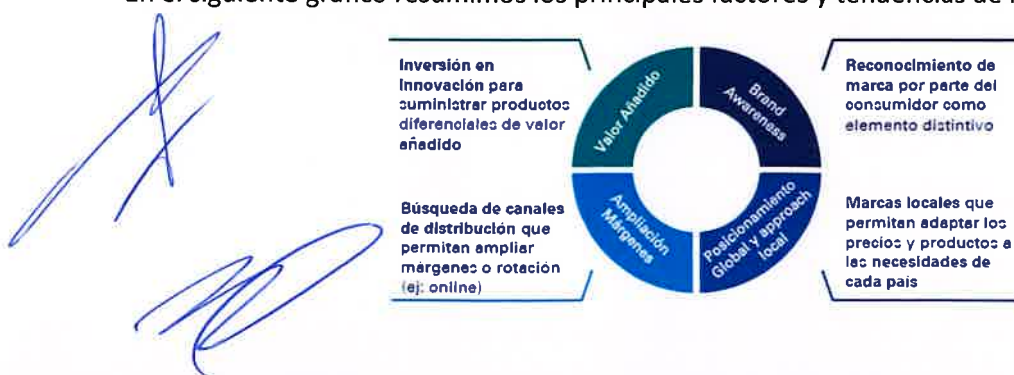 En el siguiente gráfico resumimos los principales factores y tendencias de
Inversión en
Innovación para
suministrar productos
diferenciales de valor
añadido
Búsqueda de canales
de distribución que
permitan ampliar
márgenes o rotación
(ej: online)
Valor Añadido
Brand
Awareness
Ampliación
Márgenes
Posicionamiento
Global y approach
local
Reconocimiento de
marca por parte del
consumidor como
elemento distintivo
Marcas locales que
permitan adaptar los
precios y productos a
las necesidades de
cada país